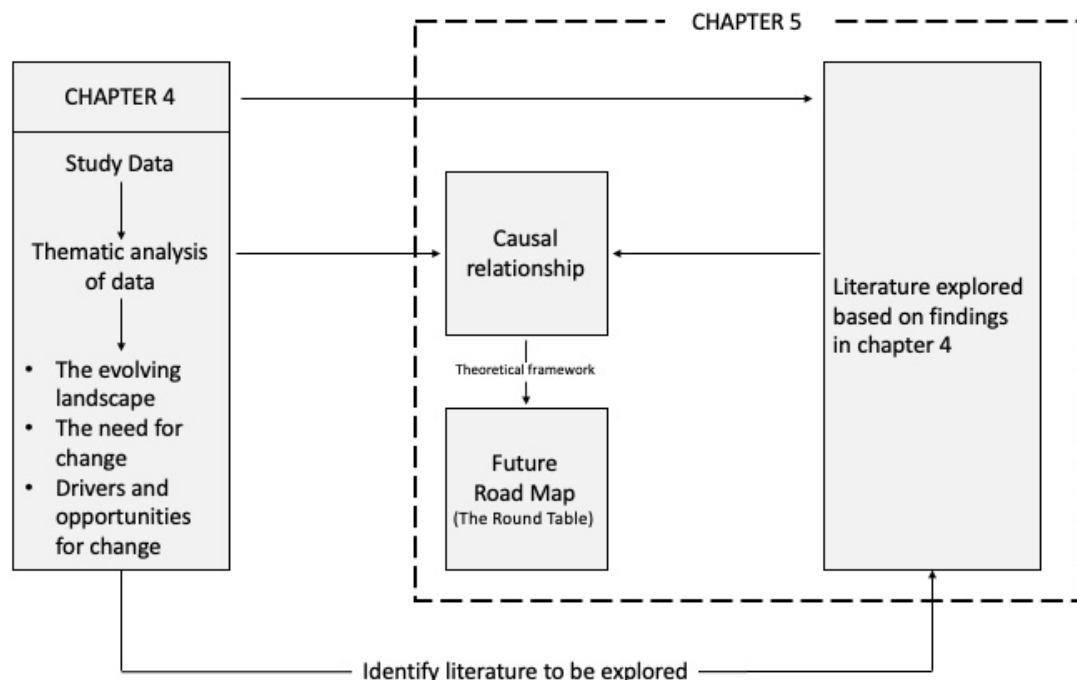 CHAPTER 5
CHAPTER 4
Study Data
Thematic analysis
of data
• The evolving
landscape
• The need for
change
• Drivers and
opportunities
for change
Causal
relationship
Theoretical framework
Future
Road Map
(The Round Table)
Literature explored
based on findings
in chapter 4
Identify literature to be explored